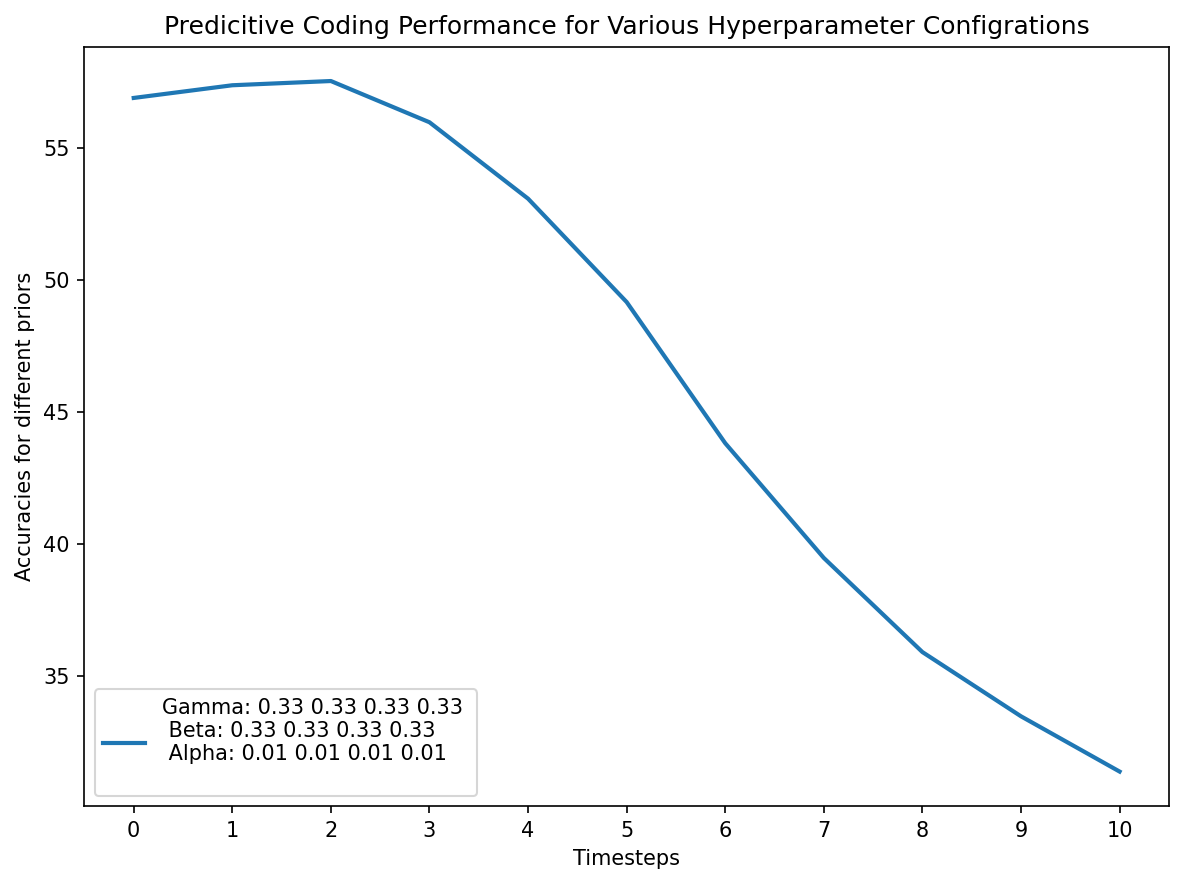 Predicitive Coding Performance for Various Hyperparameter Configrations
Accuracies for different priors
55
50
45
40
35
Gamma: 0.33 0.33 0.33 0.33
Beta: 0.33 0.33 0.33 0.33
Alpha: 0.01 0.01 0.01 0.01
0 1 2 3 4 5 6 7 8 9 10
Timesteps